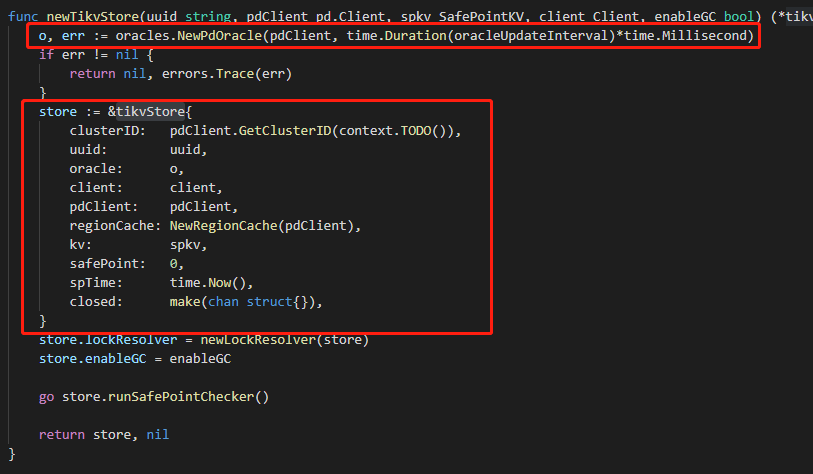 func newTikvStore(uuid string, pdClient pd.Client, spkv SafePointKV, client Client, enableGC bool) (*tikv
o, err := oracles.NewPdOracle(pdClient, time.Duration(oracleUpdateInterval)*time.Millisecond)
if err != nil {
return nil, errors.Trace(err)
}
store := &tikvStore{
clusterID: pdClient.GetClusterID(context.TODO()),
uuid: uuid,
oracle: o,
client: client,
pdClient: pdClient,
regionCache: NewRegionCache(pdClient),
kv: spkv,
safePoint: 0,
spTime: time.Now(),
closed: make(chan struct{}),
}
store.lockResolver = newLockResolver(store)
store.enableGC = enableGC
go store.runSafePointChecker()
return store, nil
}